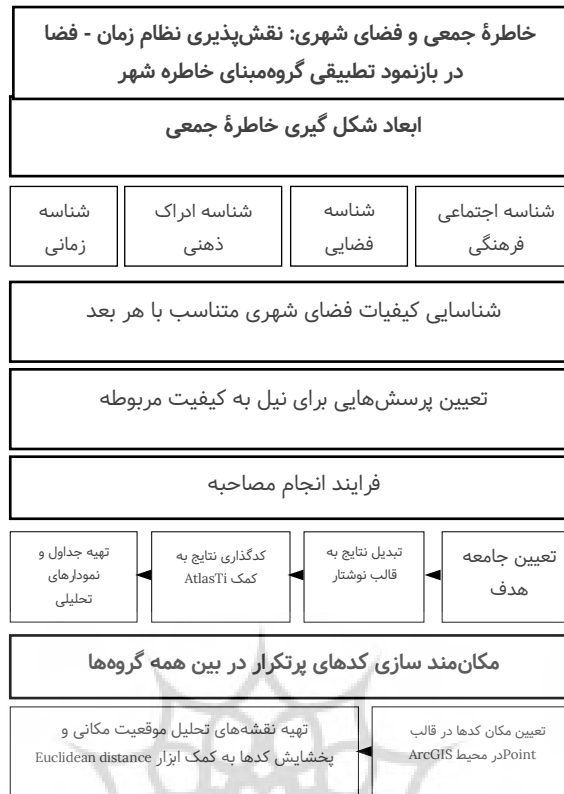 خاطرۀ جمعی و فضای شهری: نقش‌پذیری نظام زمان - فضا
در بازنمود تطبیقی گروه‌مبنای خاطره شهر
ابعاد شکل گیری خاطرۀ جمعی
شناسه اجتماعی
فرهنگی
شناسه
فضایی
شناسه ادراک
ذهنی
شناسه
زمانی
شناسایی کیفیات فضای شهری متناسب با هر بعد
تعیین پرسش‌هایی برای نیل به کیفیت مربوطه
فرایند انجام مصاحبه
تعیین جامعه
هدف
تبدیل نتایج به
قالب نوشتار
کدگذاری نتایج به
کمک AtlasTi
تهیه جداول و
نمودارهای
تحلیلی
مکان‌مند سازی کدهای پرتکرار در بین همه گروه‌ها
تعیین مکان کدها در قالب
Pointدر محیط ArcGIS
تهیه نقشه‌های تحلیل موقعیت مکانی و
پخشایش کدها به کمک ابزار Euclidean distance